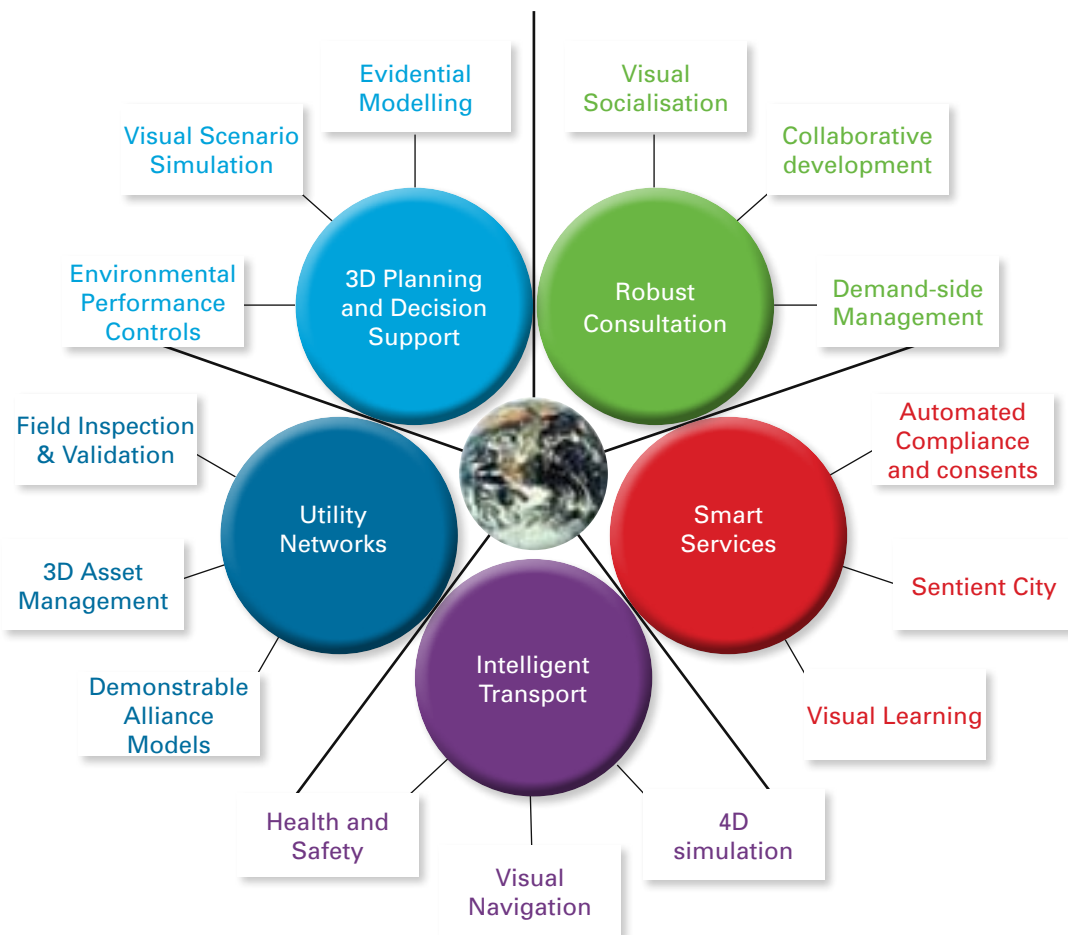 Evidential
Modelling
Visual Scenario
Simulation
Environmental
Performance
Controls
3D Planning
and Decision
Support
Visual
Socialisation
Collaborative
development
Demand-side
Management
Robust
Consultation
Field Inspection
& Validation
3D Asset
Management
Demonstrable
Alliance
Models
Utility
Networks
Automated
Compliance
and consents
Sentient City
Visual Learning
Smart
Services
Intelligent
Transport
Health and
Safety
Visual
Navigation
4D
simulation